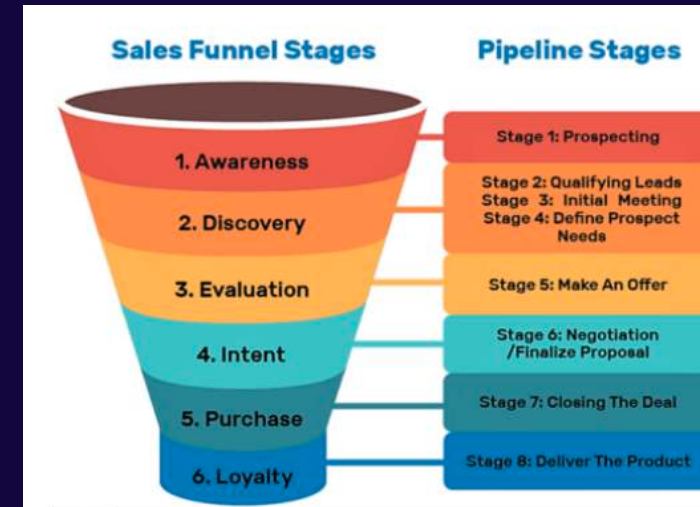 Sales Funnel Stages
Pipeline Stages
1. Awareness
Stage 1: Prospecting
2. Discovery
Stage 2: Qualifying Leads
Stage 3: Initial Meeting
Stage 4: Define Prospect
Needs
3. Evaluation
Stage 5: Make An Offer
4. Intent
Stage 6: Negotiation
/Finalize Proposal
5. Purchase
Stage 7: Closing The Deal
6. Loyalty
Stage 8: Deliver The Product